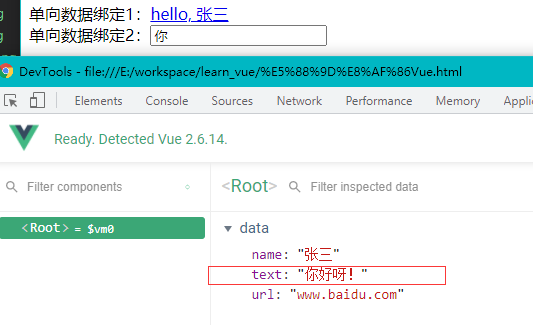 单向数据绑定1：hello, 张三
单向数据绑定2：你
DevTools - file:///E:/workspace/learn_vue/%E5%88%9D%E8%AF%86Vue.html
Elements Console Sources Network Performance Memory Applic
Ready. Detected Vue 2.6.14.
Filter components
<Root> Filter inspected data
<Root> = $vm0
data
name: "张三"
text: "你好呀！"
url: "www.baidu.com"